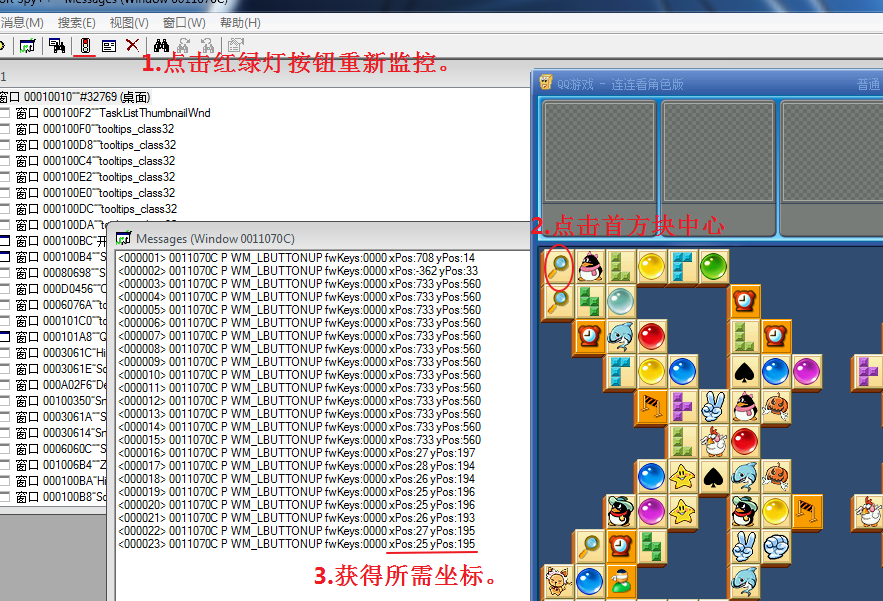 Messages (Window 0011070C)
消息(M) 搜索(E) 视图(V) 窗口(W) 帮助(H)
1.点击红绿灯按钮重新监控。
1
窗口 00010010""#32769 (桌面)
窗口 000100F2""TaskListThumbnailWnd
窗口 000100F0""tooltips_class32
窗口 000100D8""tooltips_class32
窗口 000100C4""tooltips_class32
窗口 000100E2""tooltips_class32
窗口 000100E0""tooltips_class32
窗口 000100DC""tooltips_class32
窗口 000100DA""to
窗口 000100BC"开
窗口 000100B4""S
窗口 00080698""S
窗口 000D0456""C
窗口 0006076A""to
窗口 000101C0""to
窗口 000101A8""Q
窗口 0003061C"Hi
窗口 0003061E"Sc
窗口 000A02F6"De
窗口 00100350"Sn
窗口 0003061A""S
窗口 00030614"Sn
窗口 0006060C""S
窗口 001006B4""Z
窗口 000100BA"Hi
窗口 000100B8"Sc
QQ游戏 - 连连看角色版 普通
2.点击首方块中心
Messages (Window 0011070C)
<000001> 0011070C P WM_LBUTTONUP fwKeys:0000 xPos:708 yPos:14
<000002> 0011070C P WM_LBUTTONUP fwKeys:0000 xPos:-362 yPos:33
<000003> 0011070C P WM_LBUTTONUP fwKeys:0000 xPos:733 yPos:560
<000004> 0011070C P WM_LBUTTONUP fwKeys:0000 xPos:733 yPos:560
<000005> 0011070C P WM_LBUTTONUP fwKeys:0000 xPos:733 yPos:560
<000006> 0011070C P WM_LBUTTONUP fwKeys:0000 xPos:733 yPos:560
<000007> 0011070C P WM_LBUTTONUP fwKeys:0000 xPos:733 yPos:560
<000008> 0011070C P WM_LBUTTONUP fwKeys:0000 xPos:733 yPos:560
<000009> 0011070C P WM_LBUTTONUP fwKeys:0000 xPos:733 yPos:560
<000010> 0011070C P WM_LBUTTONUP fwKeys:0000 xPos:733 yPos:560
<000011> 0011070C P WM_LBUTTONUP fwKeys:0000 xPos:733 yPos:560
<000012> 0011070C P WM_LBUTTONUP fwKeys:0000 xPos:733 yPos:560
<000013> 0011070C P WM_LBUTTONUP fwKeys:0000 xPos:733 yPos:560
<000014> 0011070C P WM_LBUTTONUP fwKeys:0000 xPos:733 yPos:560
<000015> 0011070C P WM_LBUTTONUP fwKeys:0000 xPos:733 yPos:560
<000016> 0011070C P WM_LBUTTONUP fwKeys:0000 xPos:27 yPos:197
<000017> 0011070C P WM_LBUTTONUP fwKeys:0000 xPos:28 yPos:194
<000018> 0011070C P WM_LBUTTONUP fwKeys:0000 xPos:26 yPos:194
<000019> 0011070C P WM_LBUTTONUP fwKeys:0000 xPos:25 yPos:196
<000020> 0011070C P WM_LBUTTONUP fwKeys:0000 xPos:25 yPos:196
<000021> 0011070C P WM_LBUTTONUP fwKeys:0000 xPos:26 yPos:193
<000022> 0011070C P WM_LBUTTONUP fwKeys:0000 xPos:27 yPos:195
<000023> 0011070C P WM_LBUTTONUP fwKeys:0000 xPos:25 yPos:195
3.获得所需坐标。